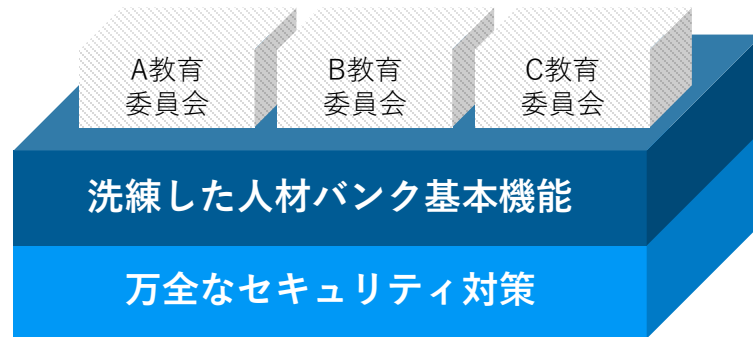 A教育
委員会
B教育
委員会
C教育
委員会
洗練した人材バンク基本機能
万全なセキュリティ対策